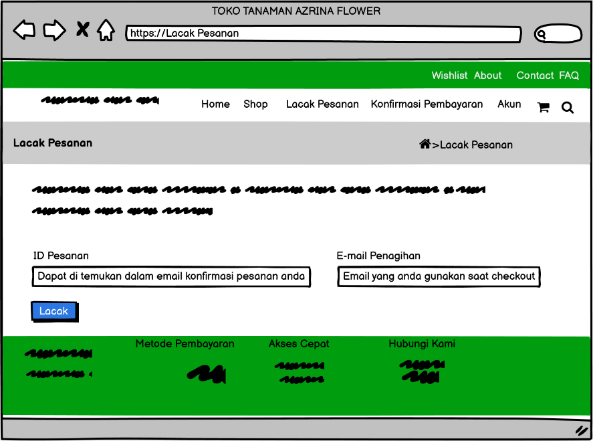 TOKO TANAMAN AZRINA FLOWER
https://Lacak Pesanan
Wishlist About Contact FAQ
Home Shop Lacak Pesanan Konfirmasi Pembayaran Akun
Lacak Pesanan >Lacak Pesanan
ID Pesanan E-mail Penagihan
Dapat di temukan dalam email konfirmasi pesanan anda Email yang anda gunakan saat checkout
Lacak
Metode Pembayaran Akses Cepat Hubungi Kami